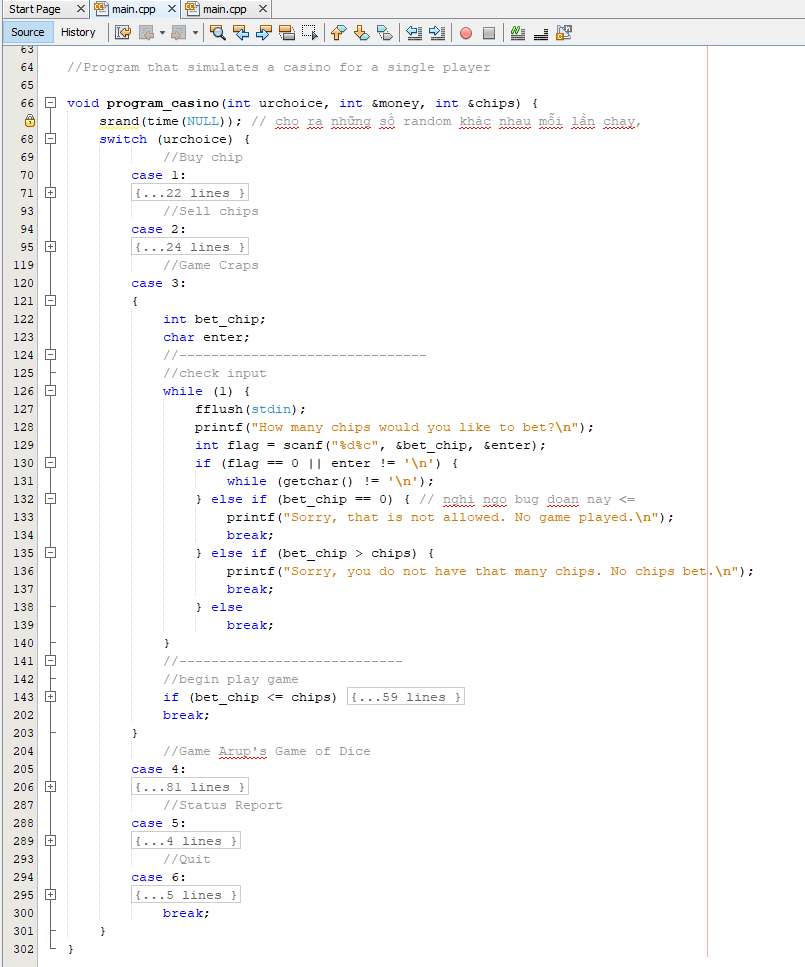 Start Page main.cpp main.cpp
Source History
63
64 //Program that simulates a casino for a single player
65
66 void program_casino(int urchoice, int &money, int &chips) {
srand(time(NULL)); // cho ra những số random khác nhau mỗi lần chạy,
68 switch (urchoice) {
69 //Buy chip
70 case 1:
71 {...22 lines }
93 //Sell chips
94 case 2:
95 {...24 lines }
119 //Game Craps
120 case 3:
121 {
122 int bet_chip;
123 char enter;
124 //-------------------------------
125 //check input
126 while (1) {
127 fflush(stdin);
128 printf("How many chips would you like to bet?\n");
129 int flag = scanf("%d%c", &bet_chip, &enter);
130 if (flag == 0 || enter != '\n') {
131 while (getchar() != '\n');
132 } else if (bet_chip == 0) { // nghi ngo bug doan nay <=
133 printf("Sorry, that is not allowed. No game played.\n");
134 break;
135 } else if (bet_chip > chips) {
136 printf("Sorry, you do not have that many chips. No chips bet.\n");
137 break;
138 } else
139 break;
140 }
141 //----------------------------
142 //begin play game
143 if (bet_chip <= chips) {...59 lines }
202 break;
203 }
204 //Game Arup's Game of Dice
205 case 4:
206 {...81 lines }
287 //Status Report
288 case 5:
289 {...4 lines }
293 //Quit
294 case 6:
295 {...5 lines }
300 break;
301 }
302 }